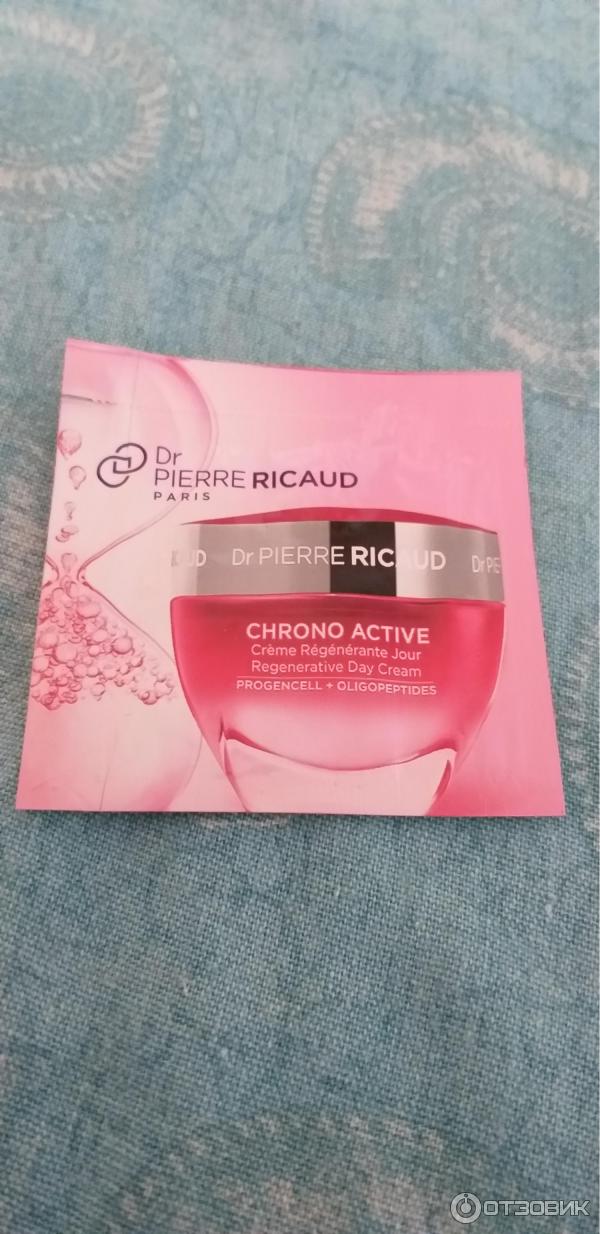 Dr
PIERRE RICAUD
PARIS
Dr PIERRE RICAUD
CHRONO ACTIVE
Crème Régénérante Jour
Regenerative Day Cream
PROGENCELL + OLIGOPEPTIDES
ОТЗОВИК